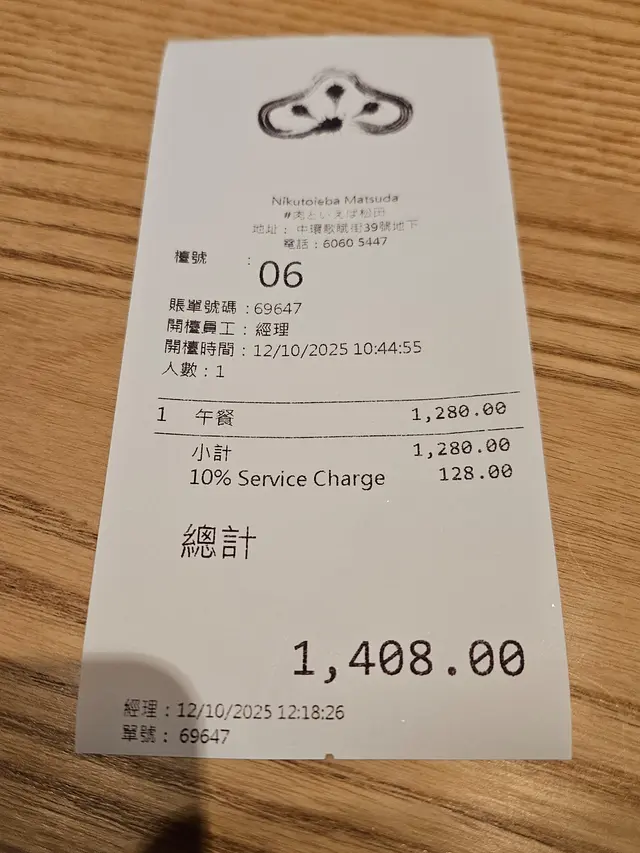 Nikutoieba Matsuda
#肉といえば松田
地址： 中環歌賦街39號地下
電話：6060 5447
檯號 ： 06
賬單號碼：69647
開檯員工：經理
開檯時間：12/10/2025 10:44:55
人數：1
1 午餐 1,280.00
小計 1,280.00
10% Service Charge 128.00
總計
1,408.00
經理：12/10/2025 12:18:26
單號： 69647